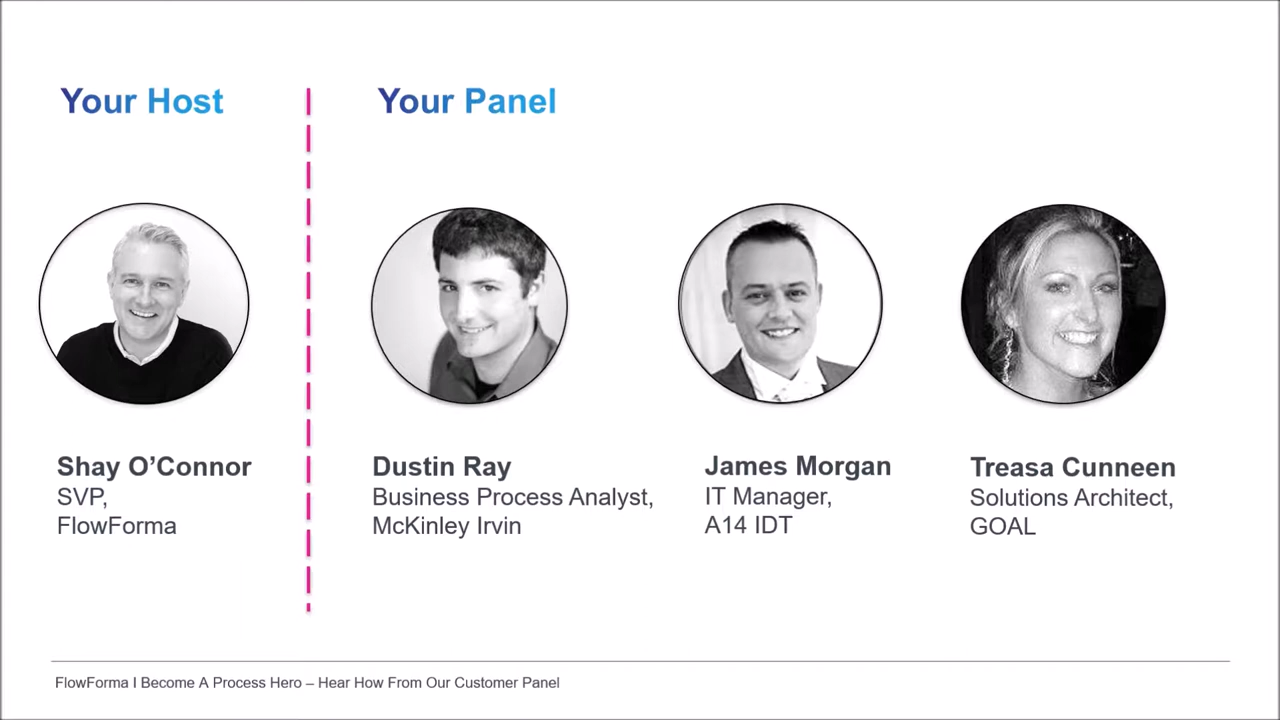 Your Host
Your Panel
Shay O’Connor
SVP,
FlowForma
Dustin Ray
Business Process Analyst,
McKinley Irvin
James Morgan
IT Manager,
A14 IDT
Treasa Cunneen
Solutions Architect,
GOAL
FlowForma I Become A Process Hero – Hear How From Our Customer Panel